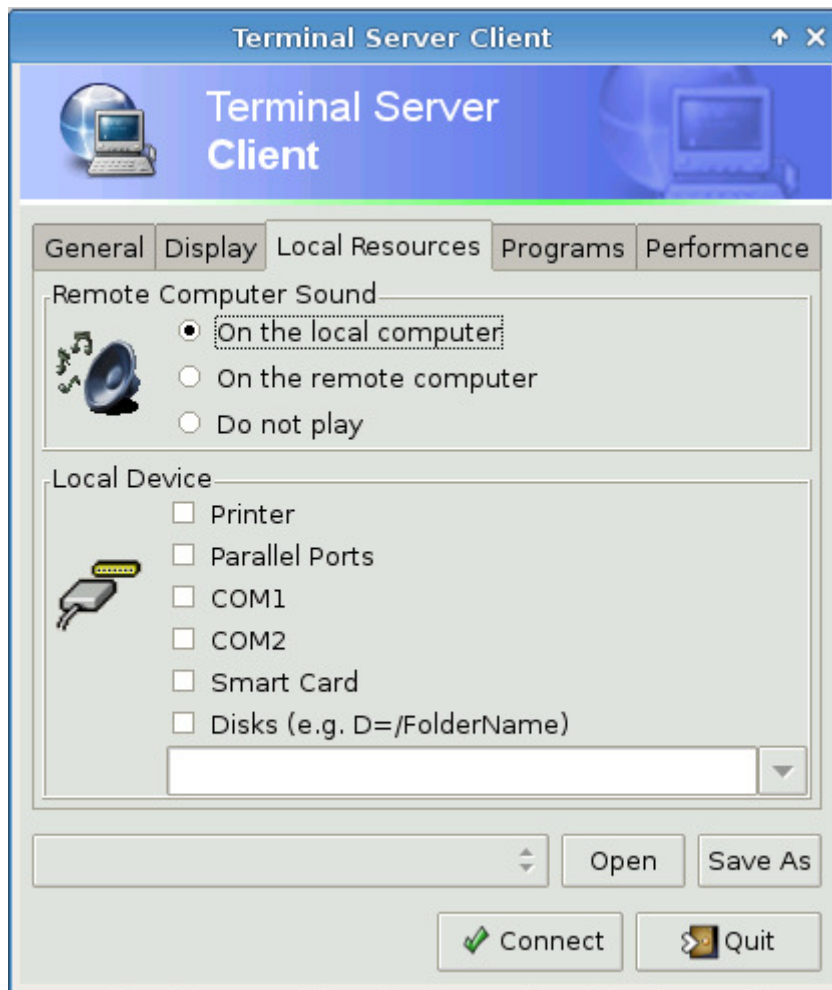 Terminal Server Client
Terminal Server
Client
General Display Local Resources Programs Performance
Remote Computer Sound
On the local computer
On the remote computer
Do not play
Local Device
Printer
Parallel Ports
COM1
COM2
Smart Card
Disks (e.g. D=/FolderName)
Open Save As
Connect Quit